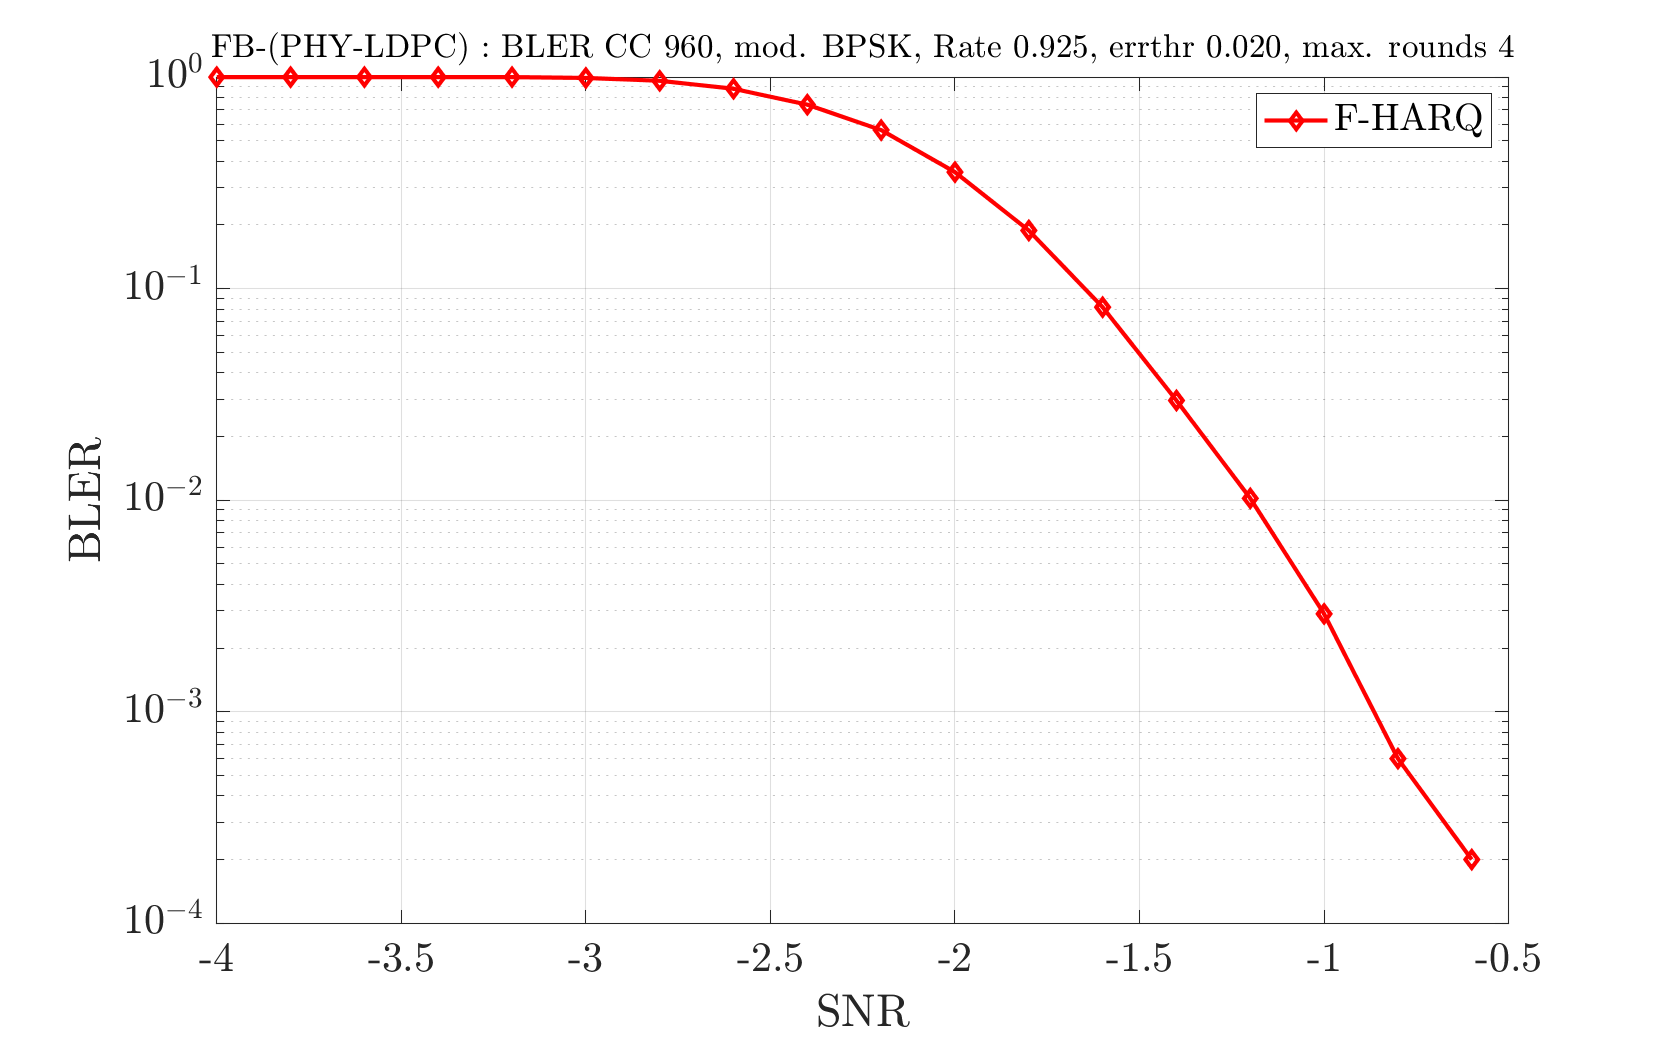 FB-(PHY-LDPC) : BLER CC 960, mod. BPSK, Rate 0.925, errthr 0.020, max. rounds 4
F-HARQ
10^0
10^{-1}
10^{-2}
10^{-3}
10^{-4}
BLER
-4 -3.5 -3 -2.5 -2 -1.5 -1 -0.5
SNR